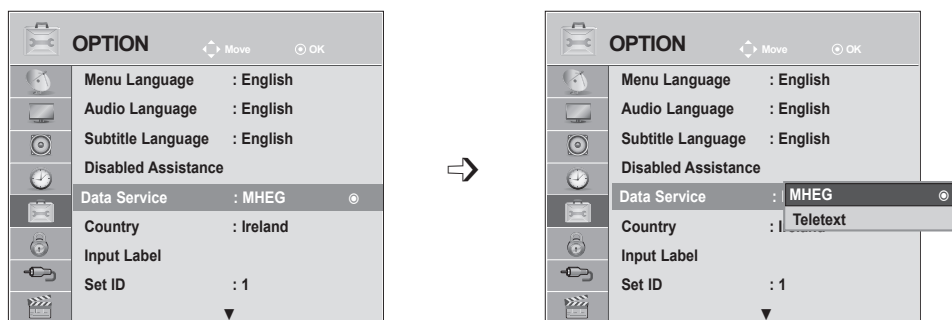 OPTION
Move
OK
Menu Language : English
Audio Language : English
Subtitle Language : English
Disabled Assistance
Data Service : MHEG
Country : Ireland
Input Label
Set ID : 1
OPTION
Move
OK
Menu Language : English
Audio Language : English
Subtitle Language : English
Disabled Assistance
Data Service :
MHEG
Teletext
Country :
Input Label
Set ID : 1